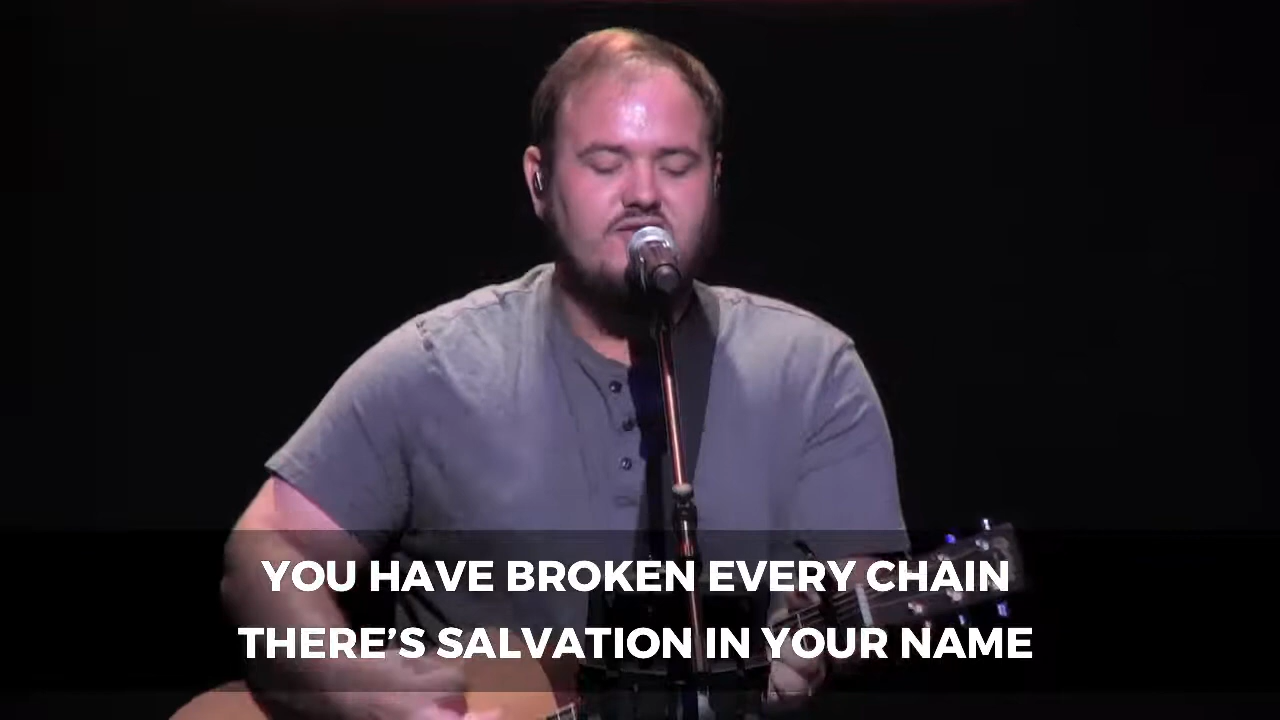 YOU HAVE BROKEN EVERY CHAIN
THERE’S SALVATION IN YOUR NAME